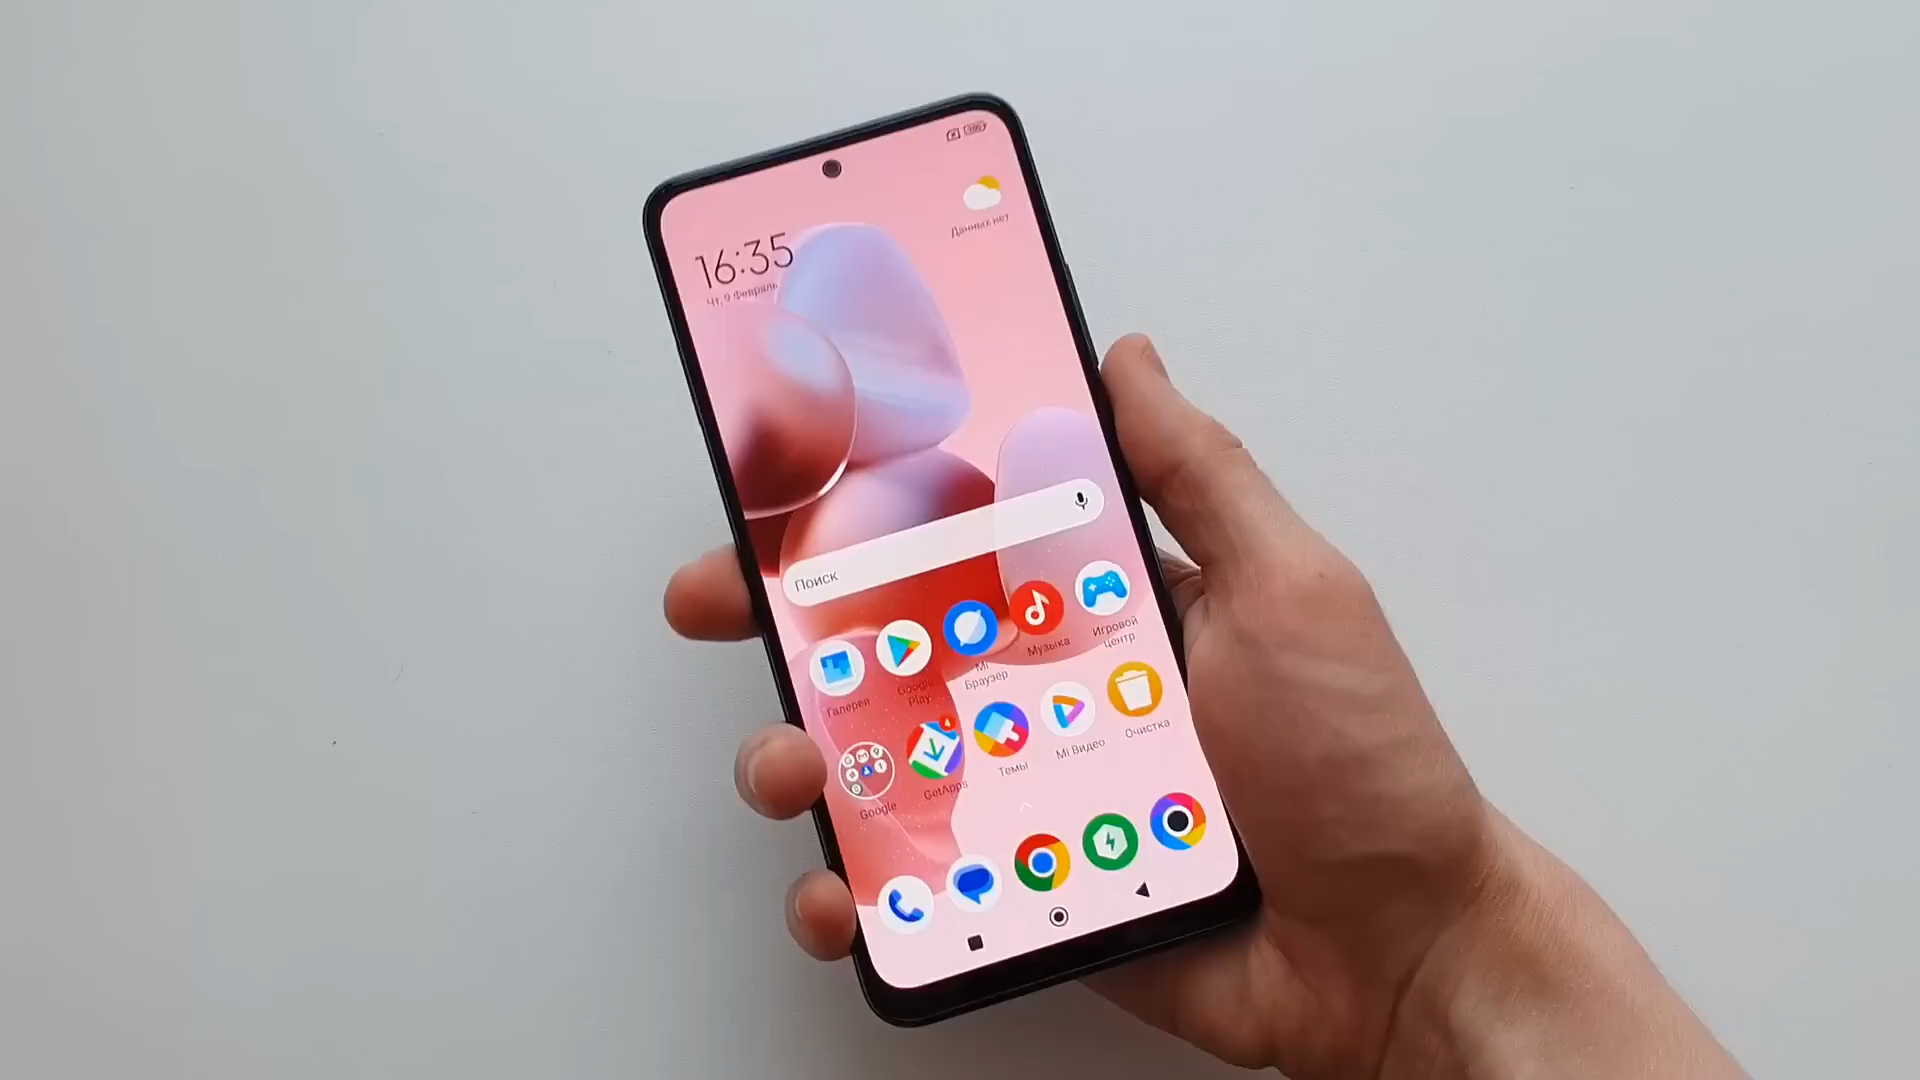 Данных нет
16:35
Чт, 9 Февраль
Поиск
Галерея
Google
Play
Mi
Браузер
Музыка
Игровой
центр
Google
4
GetApps
Темы
Mi Видео
Очистка